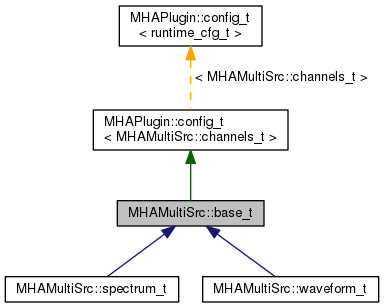 MHAPlugin::config_t
< runtime_cfg_t >
< MHAMultiSrc::channels_t >
MHAPlugin::config_t
< MHAMultiSrc::channels_t >
MHAMultiSrc::base_t
MHAMultiSrc::spectrum_t
MHAMultiSrc::waveform_t